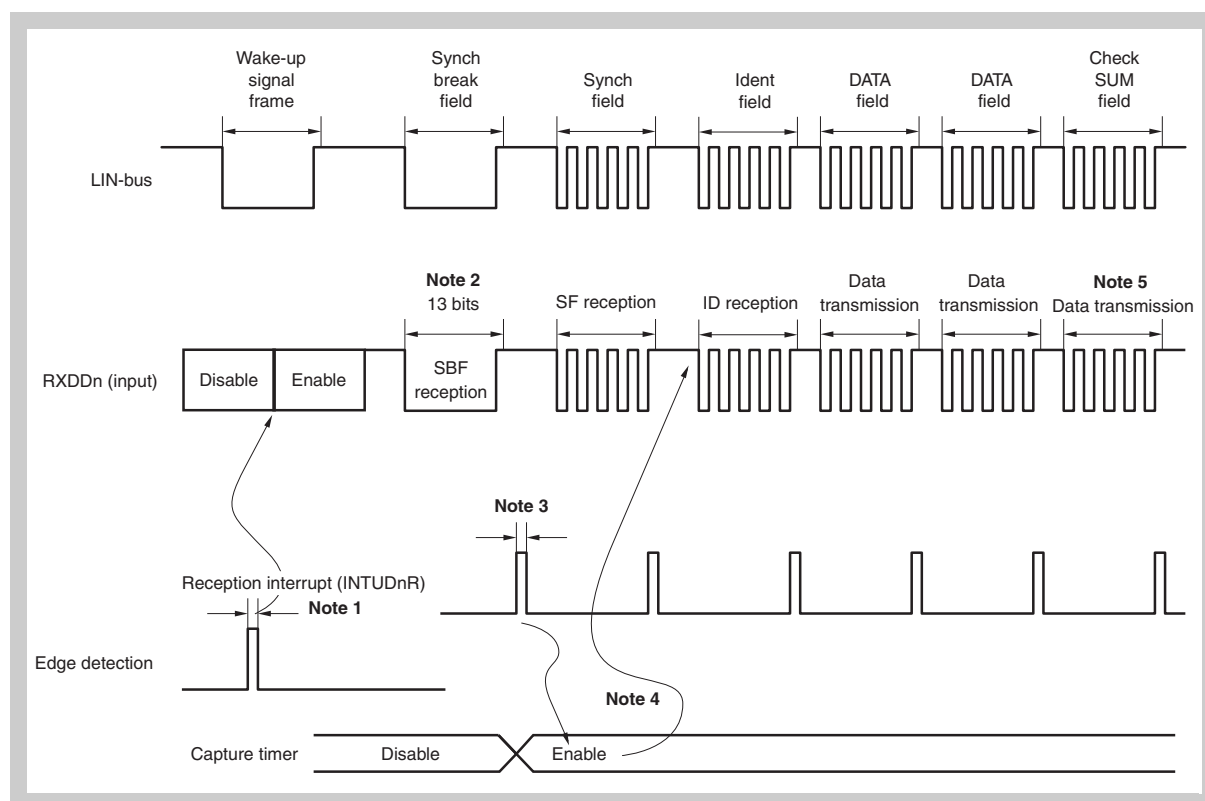 Wake-up
signal
frame
Synch
break
field
Synch
field
Ident
field
DATA
field
DATA
field
Check
SUM
field
LIN-bus
Note 2
13 bits
SF reception
ID reception
Data
transmission
Data
transmission
Note 5
Data transmission
RXDDn (input)
Disable
Enable
SBF
reception
Note 3
Reception interrupt (INTUDnR)
Note 1
Edge detection
Note 4
Capture timer
Disable
Enable